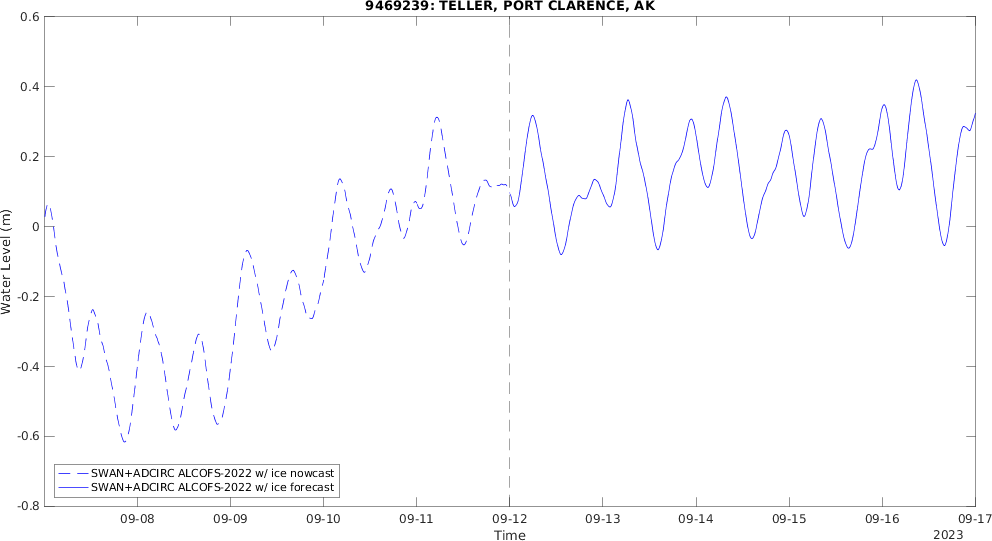 9469239: TELLER, PORT CLARENCE, AK
Water Level (m)
0.6
0.4
0.2
0
-0.2
-0.4
-0.6
-0.8
SWAN+ADCIRC ALCOFS-2022 w/ ice nowcast
SWAN+ADCIRC ALCOFS-2022 w/ ice forecast
09-08 09-09 09-10 09-11 09-12 09-13 09-14 09-15 09-16 09-17
Time
2023